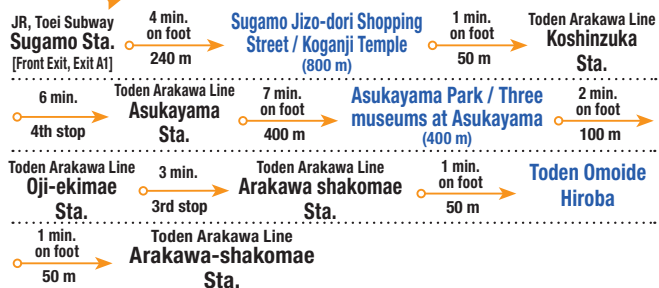 JR, Toei Subway
Sugamo Sta.
[Front Exit, Exit A1]
4 min.
on foot
240 m
Sugamo Jizo-dori Shopping
Street / Koganji Temple
(800 m)
1 min.
on foot
50 m
Toden Arakawa Line
Koshinzuka
Sta.
6 min.
4th stop
Toden Arakawa Line
Asukayama
Sta.
7 min.
on foot
400 m
Asukayama Park / Three
museums at Asukayama
(400 m)
2 min.
on foot
100 m
Toden Arakawa Line
Oji-ekimae
Sta.
3 min.
3rd stop
Toden Arakawa Line
Arakawa shakomae
Sta.
1 min.
on foot
50 m
Toden Omoide
Hiroba
1 min.
on foot
50 m
Toden Arakawa Line
Arakawa-shakomae
Sta.